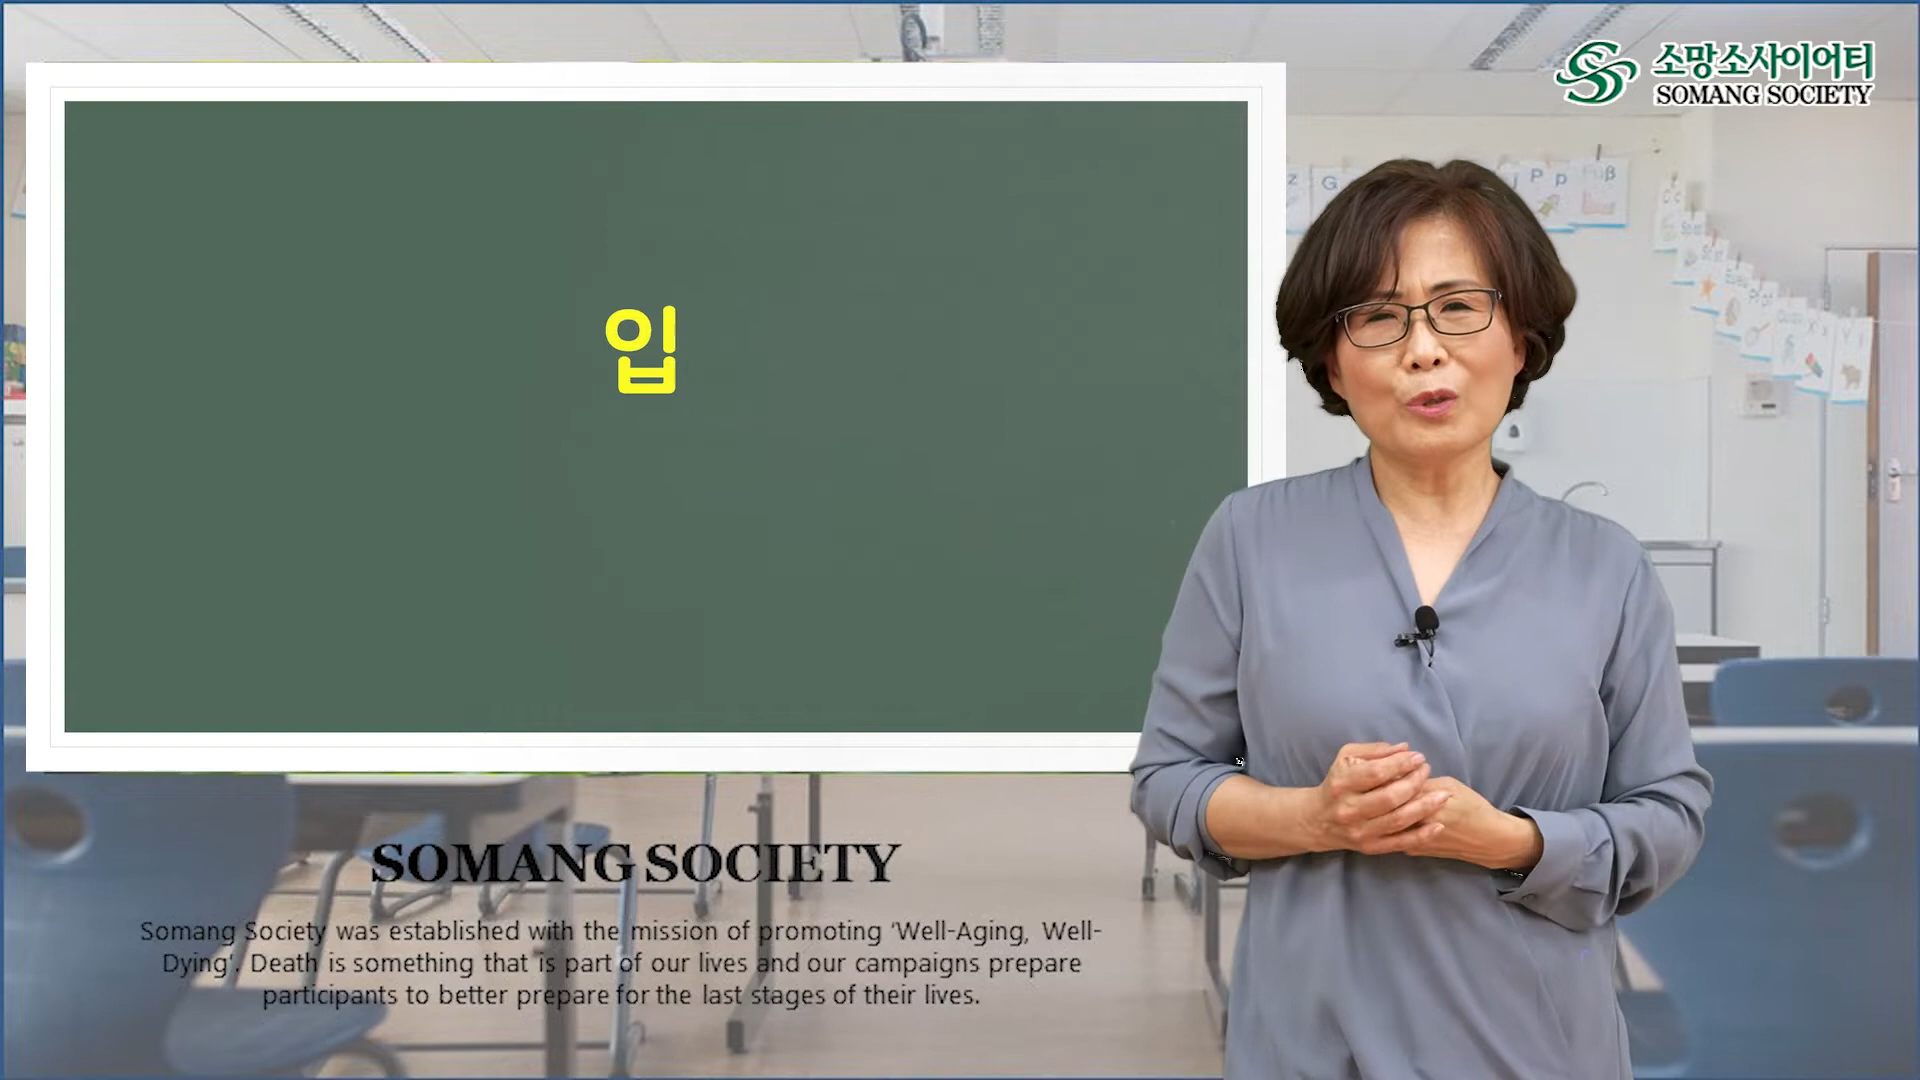 소망소사이어티
SOMANG SOCIETY
입
z
G
P p
ß
SOMANG SOCIETY
Somang Society was established with the mission of promoting ‘Well-Aging, Well-
Dying’. Death is something that is part of our lives and our campaigns prepare
participants to better prepare for the last stages of their lives.